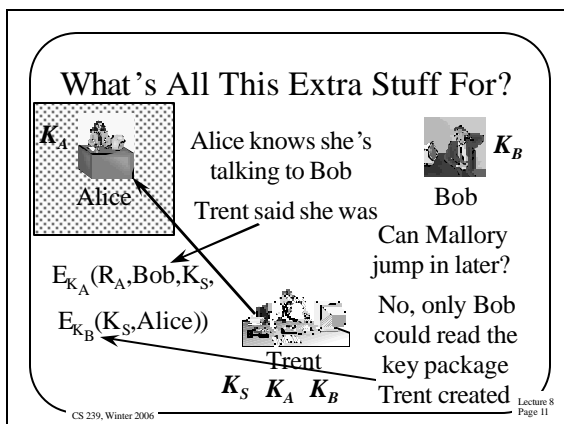 What's All This Extra Stuff For?
K_A
Alice
Alice knows she's
talking to Bob
Trent said she was
K_B
Bob
Can Mallory
jump in later?
E_{K_A}(R_A,Bob,K_S,
E_{K_B}(K_S,Alice))
No, only Bob
could read the
key package
Trent created
Trent
K_S K_A K_B
CS 239, Winter 2006
Lecture 8
Page 11